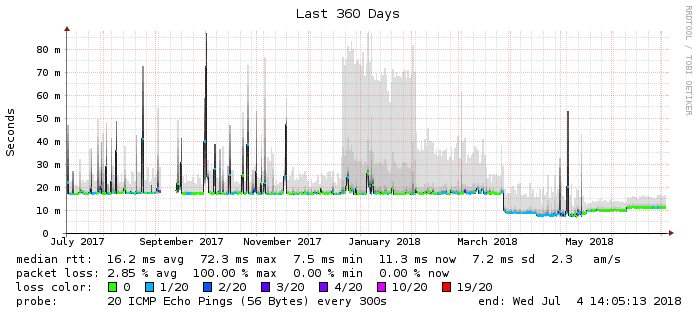 Last 360 Days
RRDTOOL / TOBI OETIKER
Seconds
80 m
70 m
60 m
50 m
40 m
30 m
20 m
10 m
0
July 2017 September 2017 November 2017 January 2018 March 2018 May 2018
median rtt: 16.2 ms avg 72.3 ms max 7.5 ms min 11.3 ms now 7.2 ms sd 2.3 am/s
packet loss: 2.85 % avg 100.00 % max 0.00 % min 0.00 % now
loss color: 0 1/20 2/20 3/20 4/20 10/20 19/20
probe: 20 ICMP Echo Pings (56 Bytes) every 300s end: Wed Jul 4 14:05:13 2018